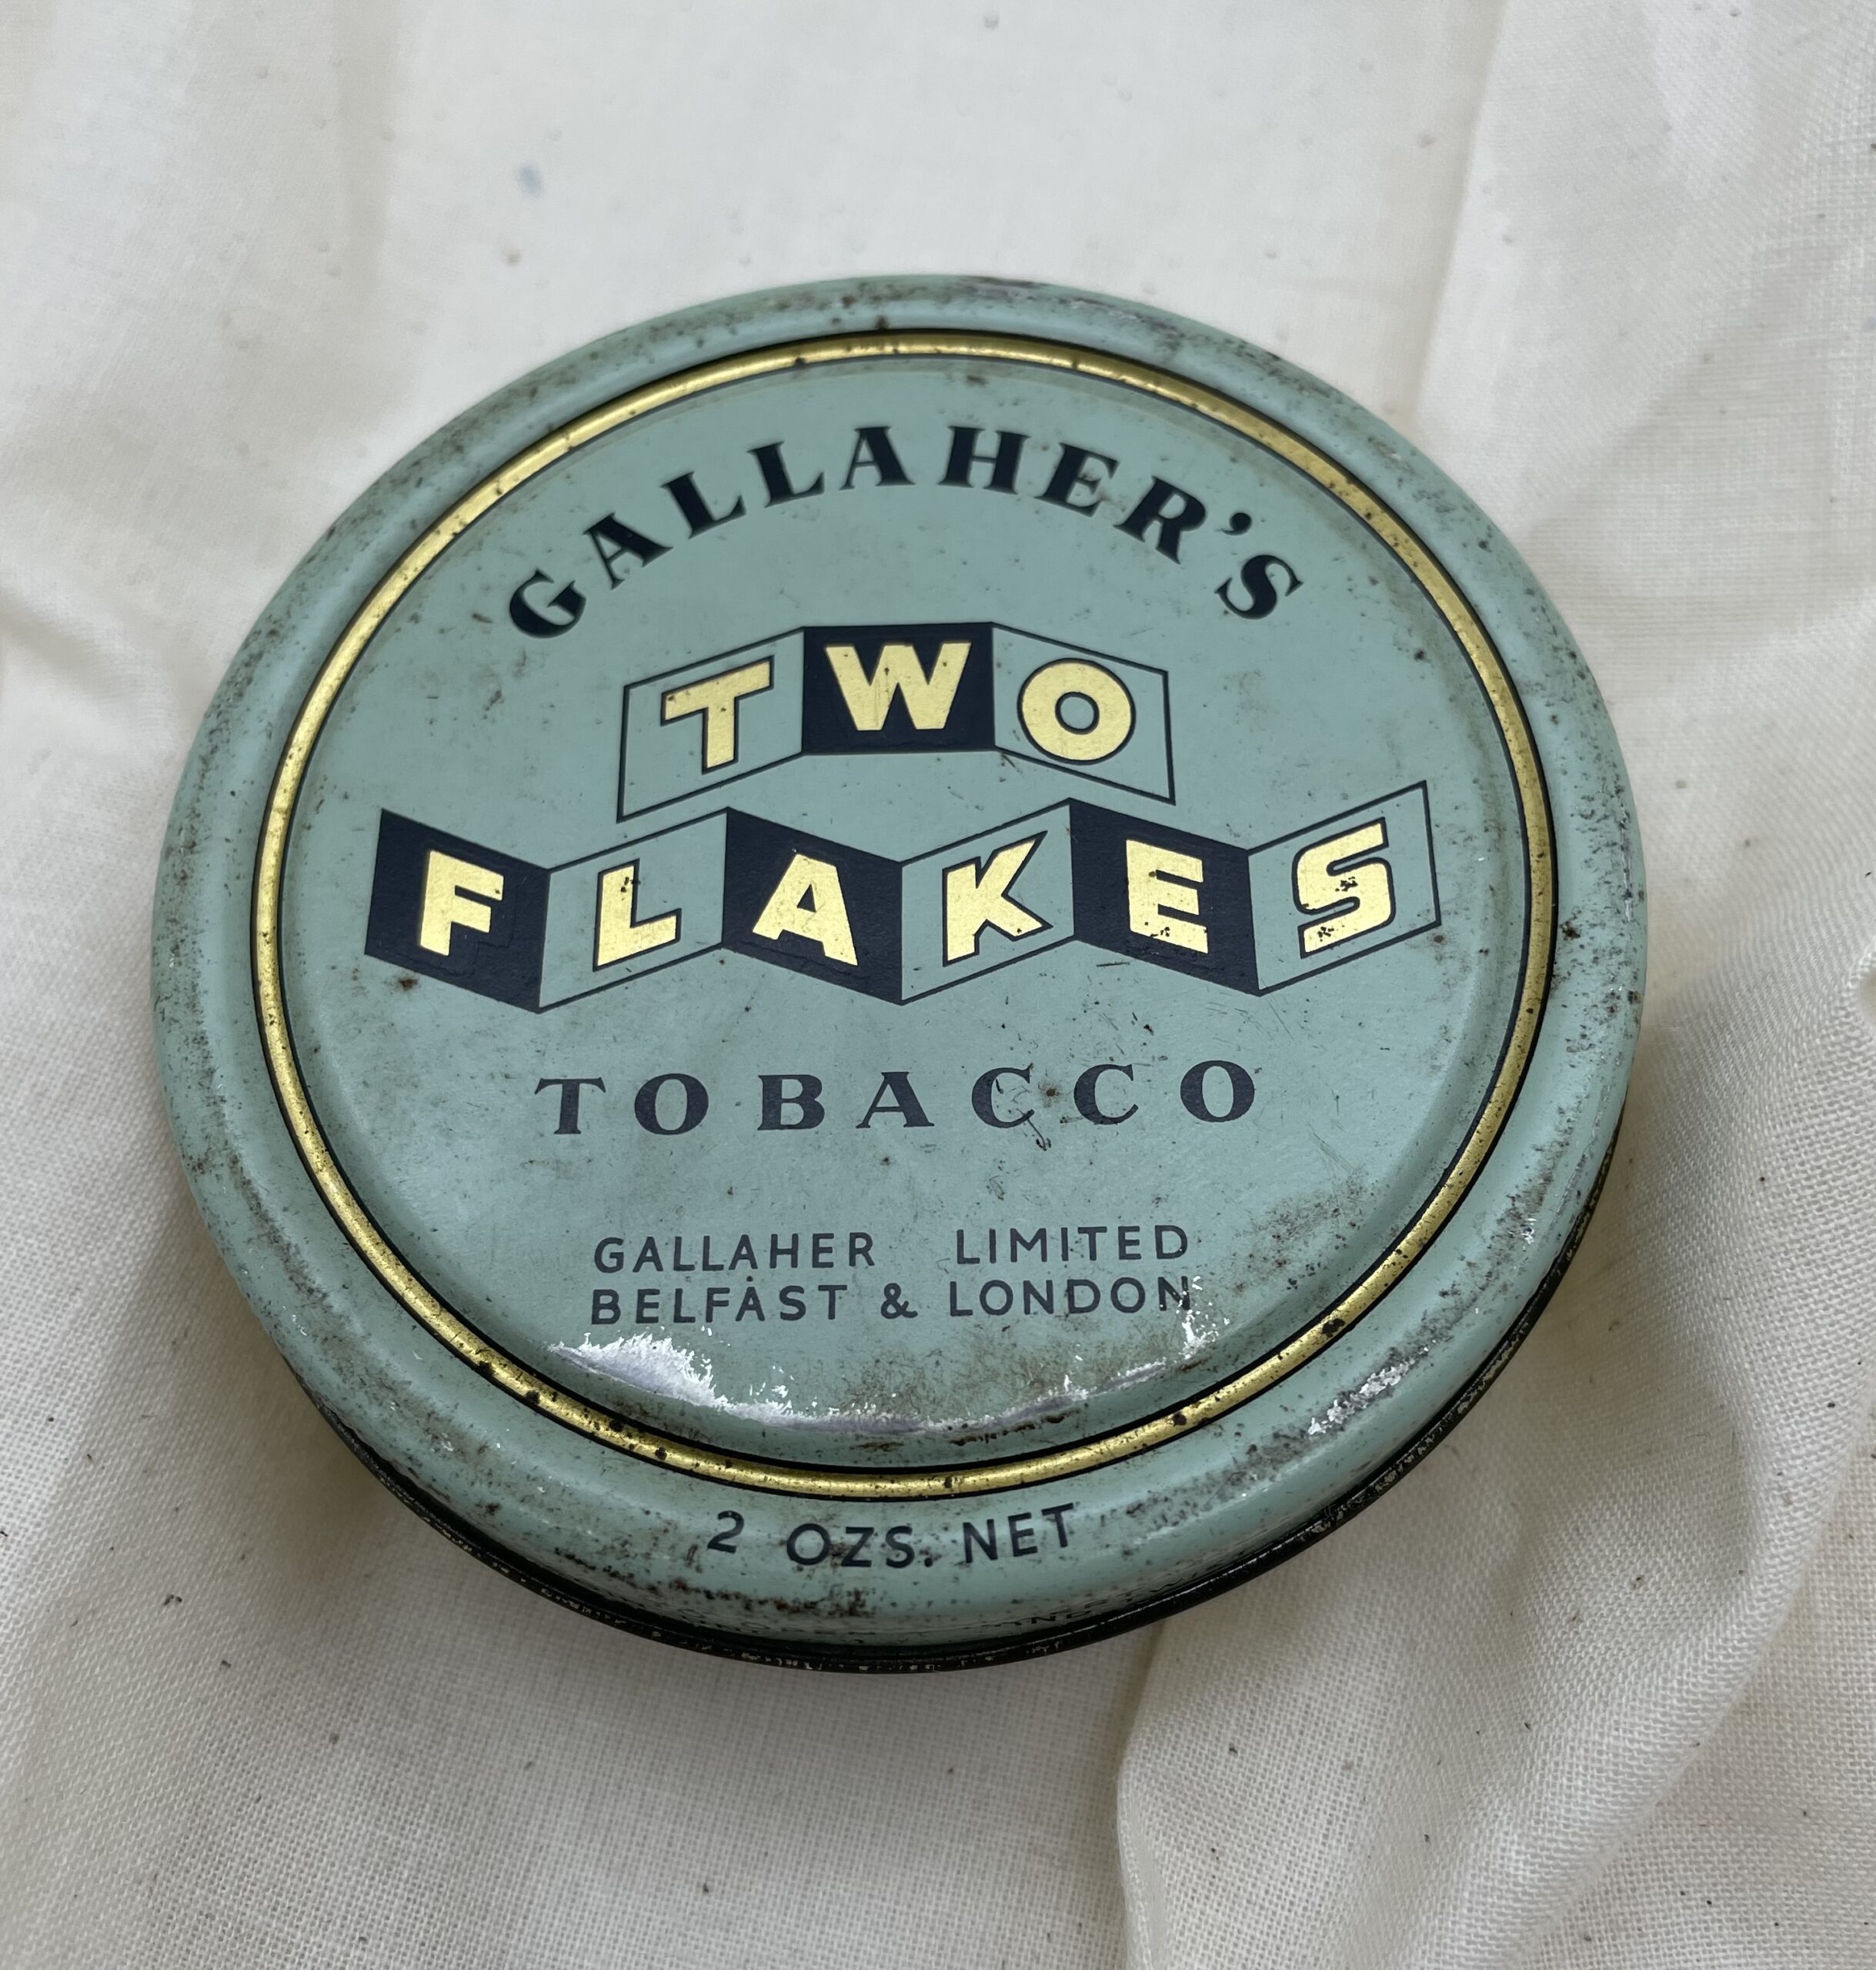 GALLAHER'S
TWO
FLAKES
TOBACCO
GALLAHER LIMITED
BELFAST & LONDON
2 OZS. NET